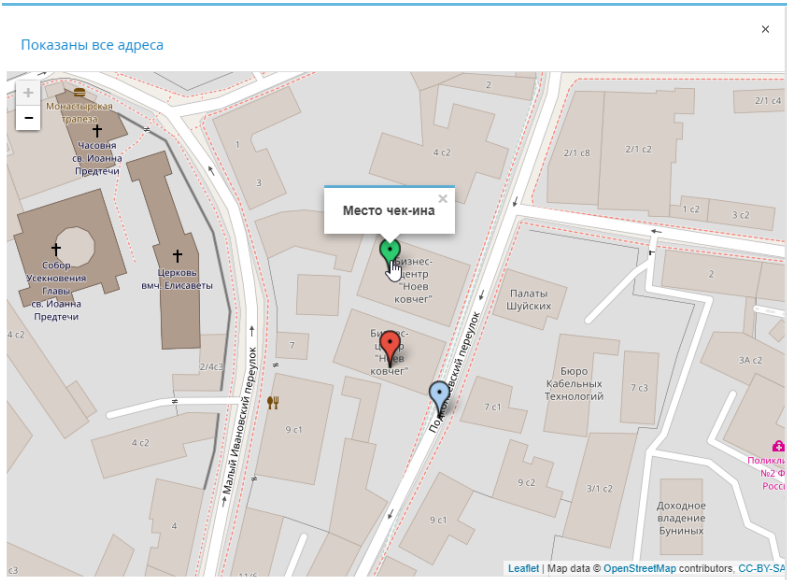 ×
Показаны все адреса
+
-
Монастырская
трапеза
Часовня
св. Иоанна
Предтечи
1
3
2
4 с2
2/1 с8
2/1 с2
2/1 с4
1 с2
3 с2
Место чек-ина
×
Собор
Усекновения
Главы
св. Иоанна
Предтечи
Церковь
вмч. Елисаветы
Бизнес-
центр
"Ноев
ковчег"
Палаты
Шуйских
2
4 с2
2/4с3
7
"Ноев
ковчег"
Малый Ивановский переулок
переулок
Бюро
Кабельных
Технологий
7 с3
3А с2
7 с1
9 с1
4 с2
9 с2
3/1 с2
№2
Доходное
владение
Буниных
4
9 с1
с3
11/6
Leaflet | Map data © OpenStreetMap contributors, CC-BY-SA